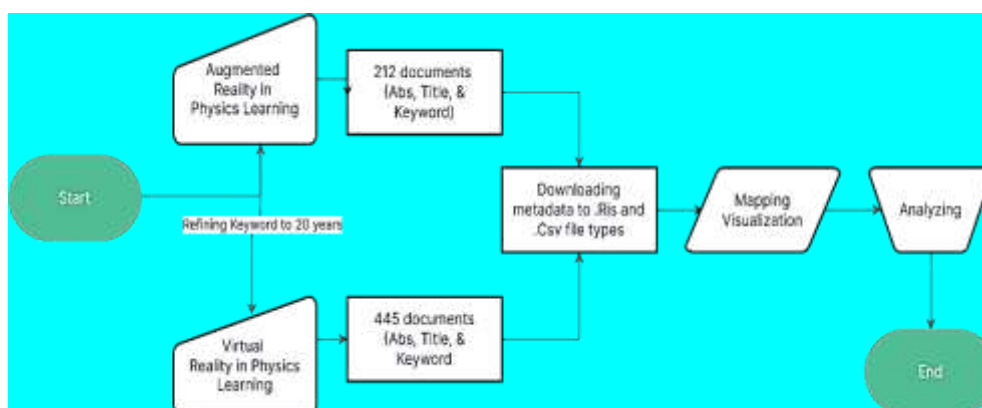 Augmented
Reality in
Physics Learning
212 documents
(Abs, Title, &
Keyword)
Start
Refining Keyword to 20 years
Downloading
metadata to .Ris and
.Csv file types
Mapping
Visualization
Analyzing
445 documents
(Abs, Title, &
Keyword
Virtual
Reality in Physics
Learning
End